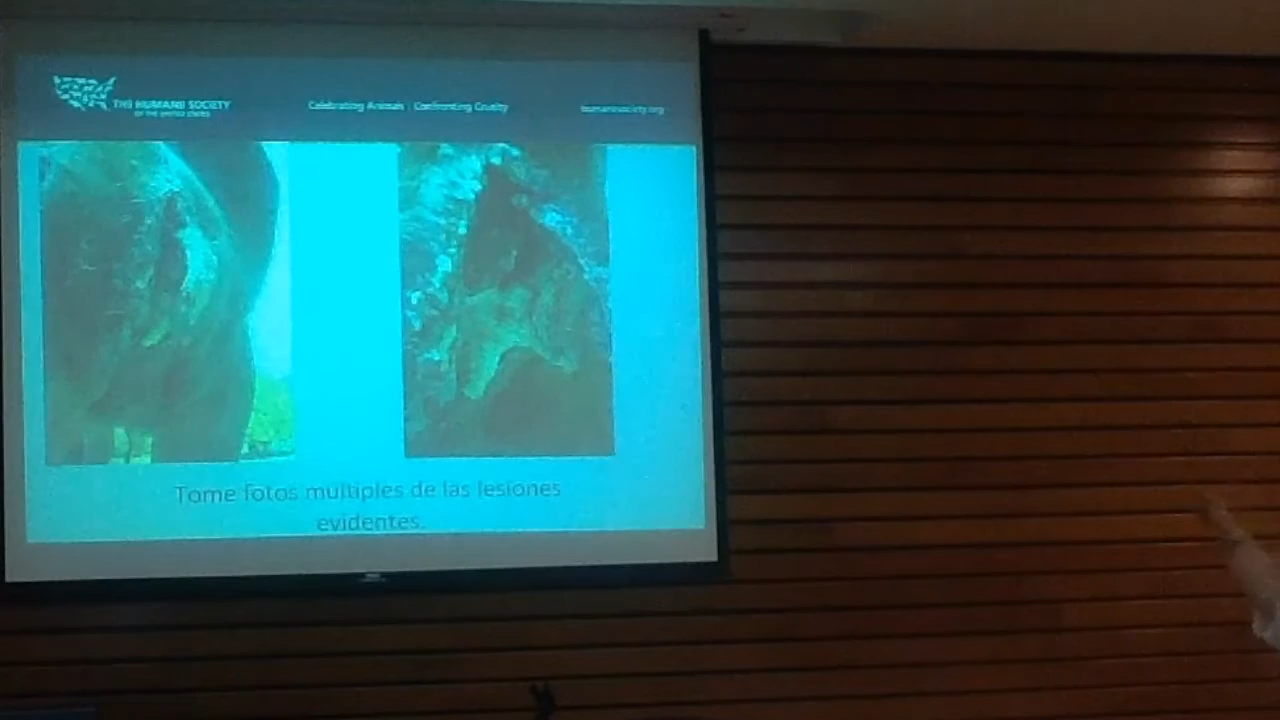 THE HUMANE SOCIETY
OF THE UNITED STATES
Celebrating Animals | Confronting Cruelty
humanesociety.org
Tome fotos multiples de las lesiones
evidentes.